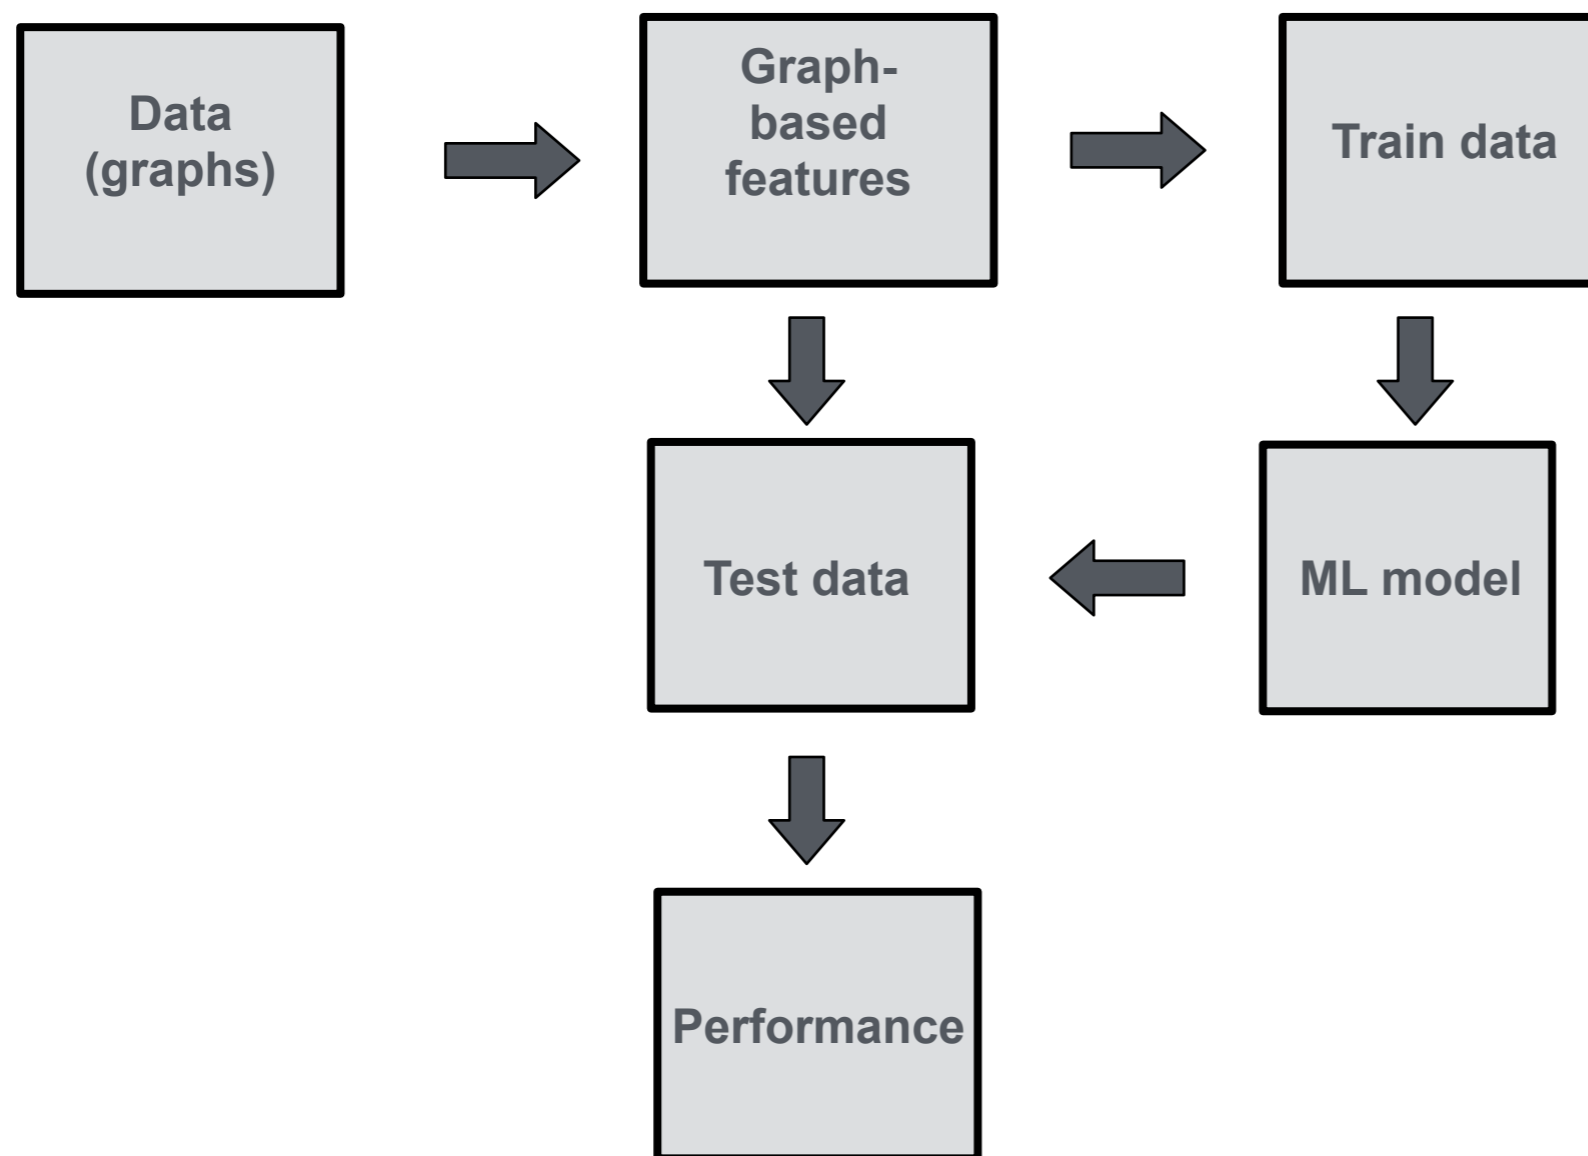 Data
(graphs)
Graph-
based
features
Train data
Test data
ML model
Performance